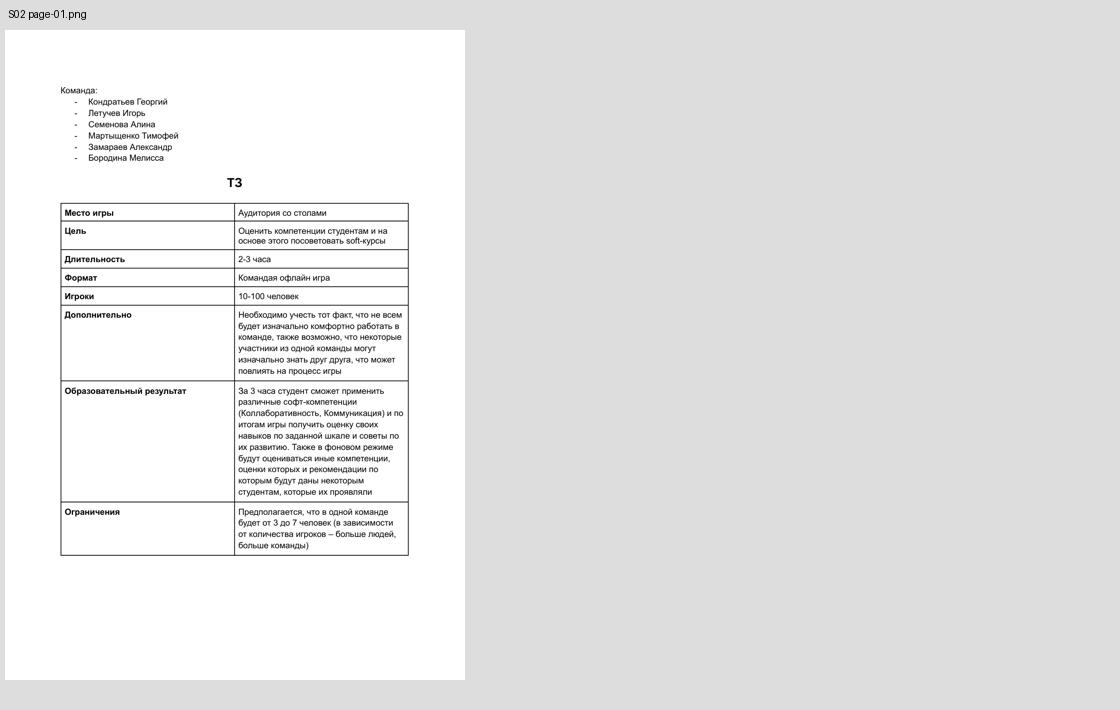 S02 page-01.png
Команда:
- Кондратьев Георгий
- Летучев Игорь
- Семенова Алина
- Мартыщенко Тимофей
- Замараев Александр
- Бородина Мелисса
ТЗ
Место игры
Аудитория со столами
Цель
Оценить компетенции студентам и на
основе этого посоветовать soft-курсы
Длительность
2-3 часа
Формат
Командая офлайн игра
Игроки
10-100 человек
Дополнительно
Необходимо учесть тот факт, что не всем
будет изначально комфортно работать в
команде, также возможно, что некоторые
участники из одной команды могут
изначально знать друг друга, что может
повлиять на процесс игры
Образовательный результат
За 3 часа студент сможет применить
различные софт-компетенции
(Коллаборативность, Коммуникация) и по
итогам игры получить оценку своих
навыков по заданной шкале и советы по
их развитию. Также в фоновом режиме
будут оцениваться иные компетенции,
оценки которых и рекомендации по
которым будут даны некоторым
студентам, которые их проявляли
Ограничения
Предполагается, что в одной команде
будет от 3 до 7 человек (в зависимости
от количества игроков – больше людей,
больше команды)